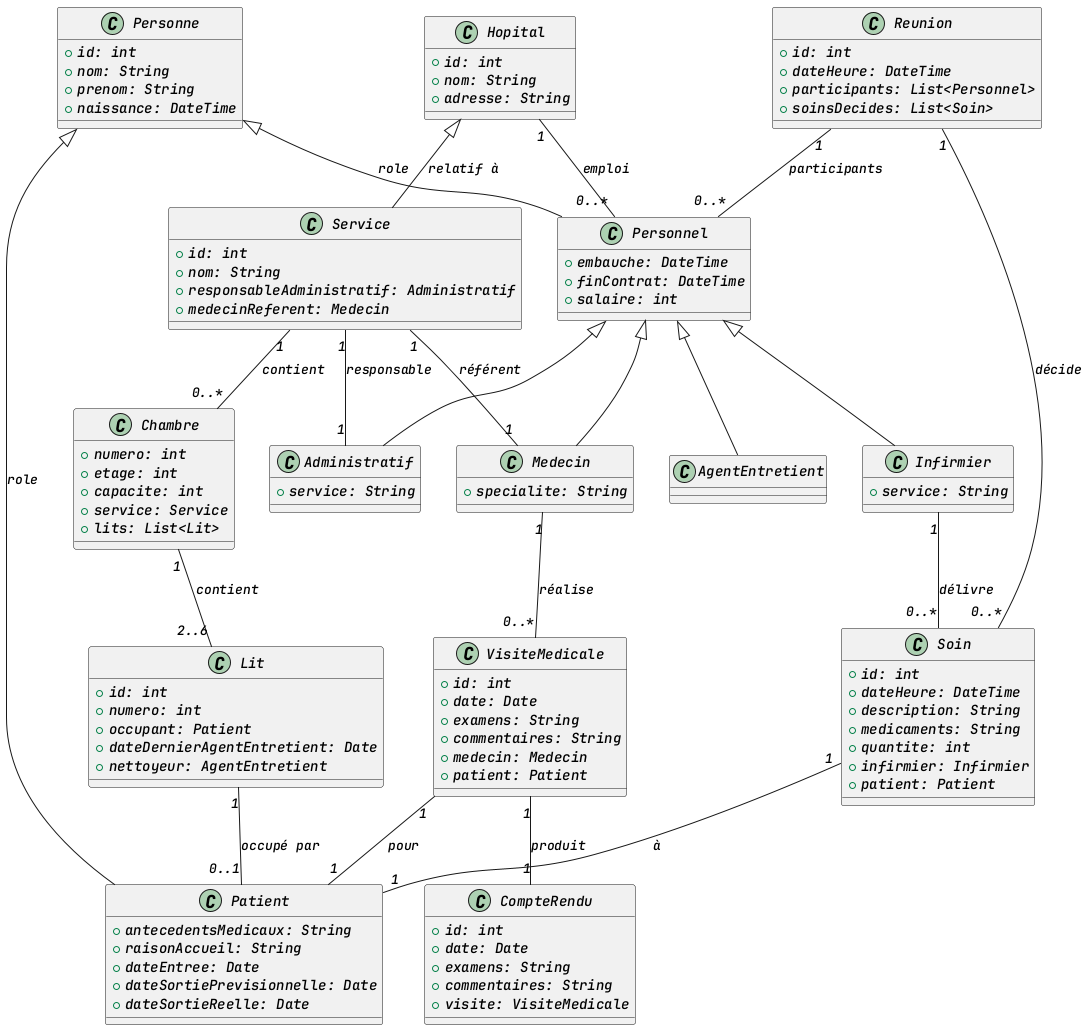 C Personne
id: int
nom: String
prenom: String
naissance: DateTime
C Hopital
id: int
nom: String
adresse: String
C Reunion
id: int
dateHeure: DateTime
participants: List<Personnel>
soinsDecides: List<Soin>
1
1
1
role
relatif à
emploi
participants
0..*
0..*
C Service
id: int
nom: String
responsableAdministratif: Administratif
medecinReferent: Medecin
C Personnel
embauche: DateTime
finContrat: DateTime
salaire: int
1
1
1
contient
responsable
référent
décide
0..*
1
1
C Chambre
numero: int
etage: int
capacite: int
service: Service
lits: List<Lit>
C Administratif
service: String
C Medecin
specialite: String
C AgentEntretient
C Infirmier
service: String
role
1
1
1
contient
réalise
délivre
2..6
0..*
0..*
0..*
C Lit
id: int
numero: int
occupant: Patient
dateDernierAgentEntretient: Date
nettoyeur: AgentEntretient
C VisiteMedicale
id: int
date: Date
examens: String
commentaires: String
medecin: Medecin
patient: Patient
C Soin
id: int
dateHeure: DateTime
description: String
medicaments: String
quantite: int
infirmier: Infirmier
patient: Patient
1
1
1
1
occupé par
pour
produit
à
0..1
1
1
1
C Patient
antecedentsMedicaux: String
raisonAccueil: String
dateEntree: Date
dateSortiePrevisionnelle: Date
dateSortieReelle: Date
C CompteRendu
id: int
date: Date
examens: String
commentaires: String
visite: VisiteMedicale